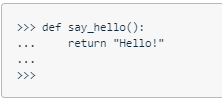 >>> def say_hello():
...     return "Hello!"
...
>>>